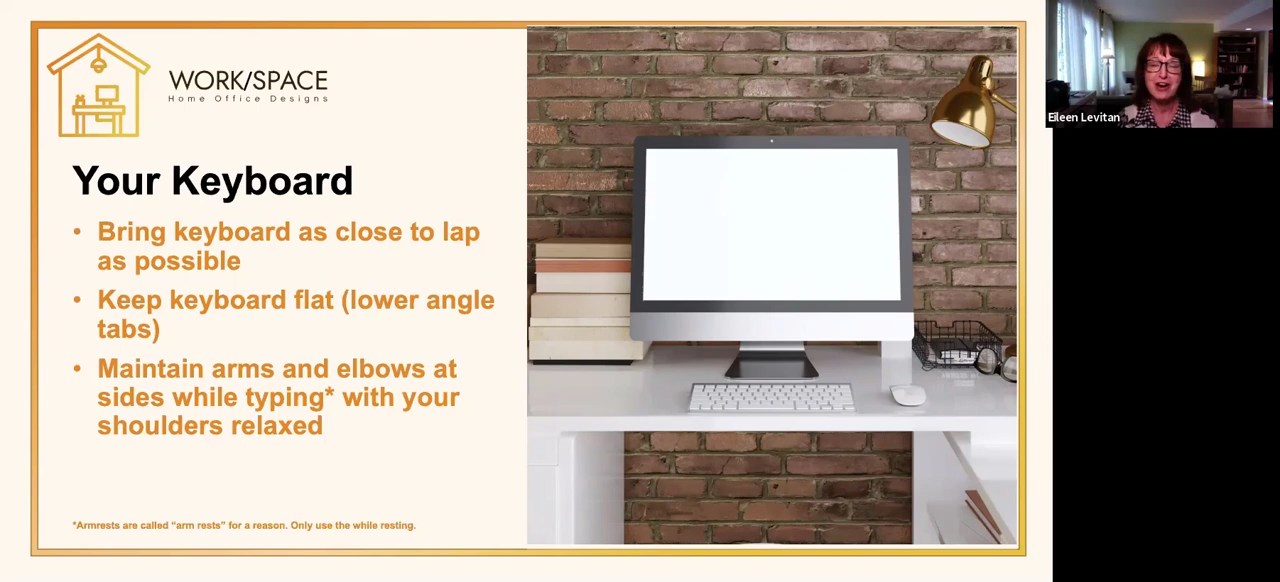 WORK/SPACE
Home Office Designs
Your Keyboard
• Bring keyboard as close to lap
as possible
• Keep keyboard flat (lower angle
tabs)
• Maintain arms and elbows at
sides while typing* with your
shoulders relaxed
*Armrests are called "arm rests" for a reason. Only use the while resting.
Eileen Levitan